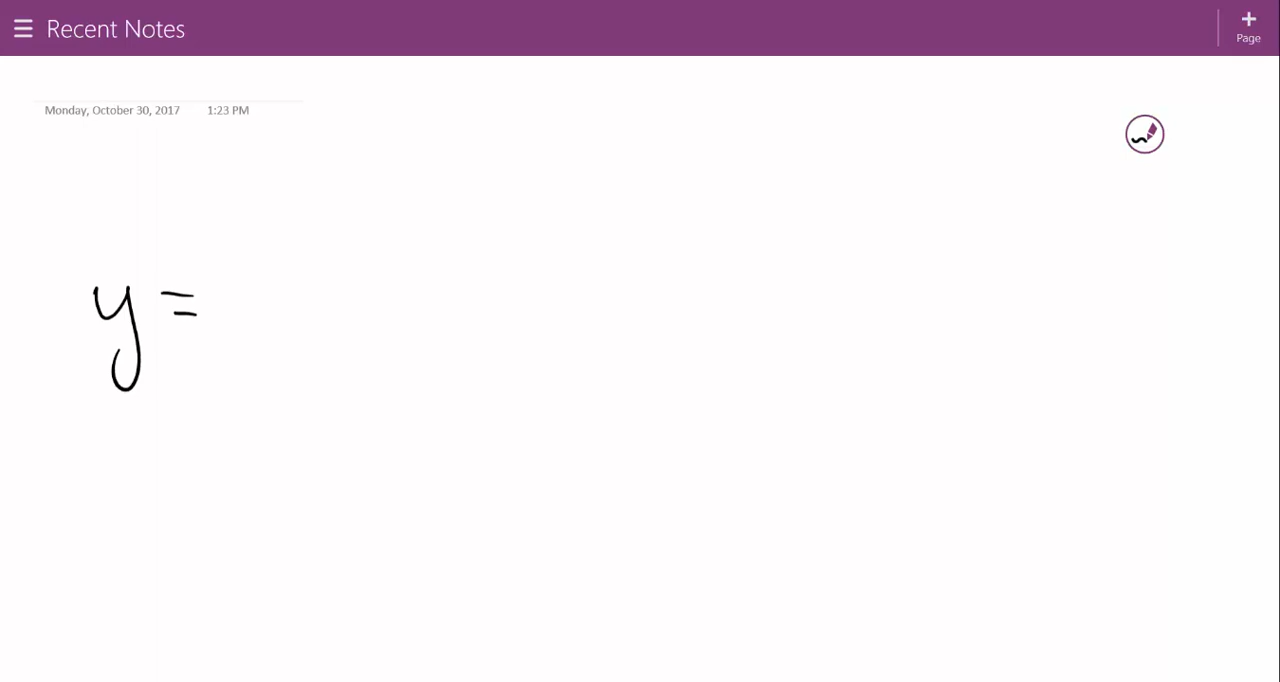 Recent Notes
Page
Monday, October 30, 2017 1:23 PM
y =